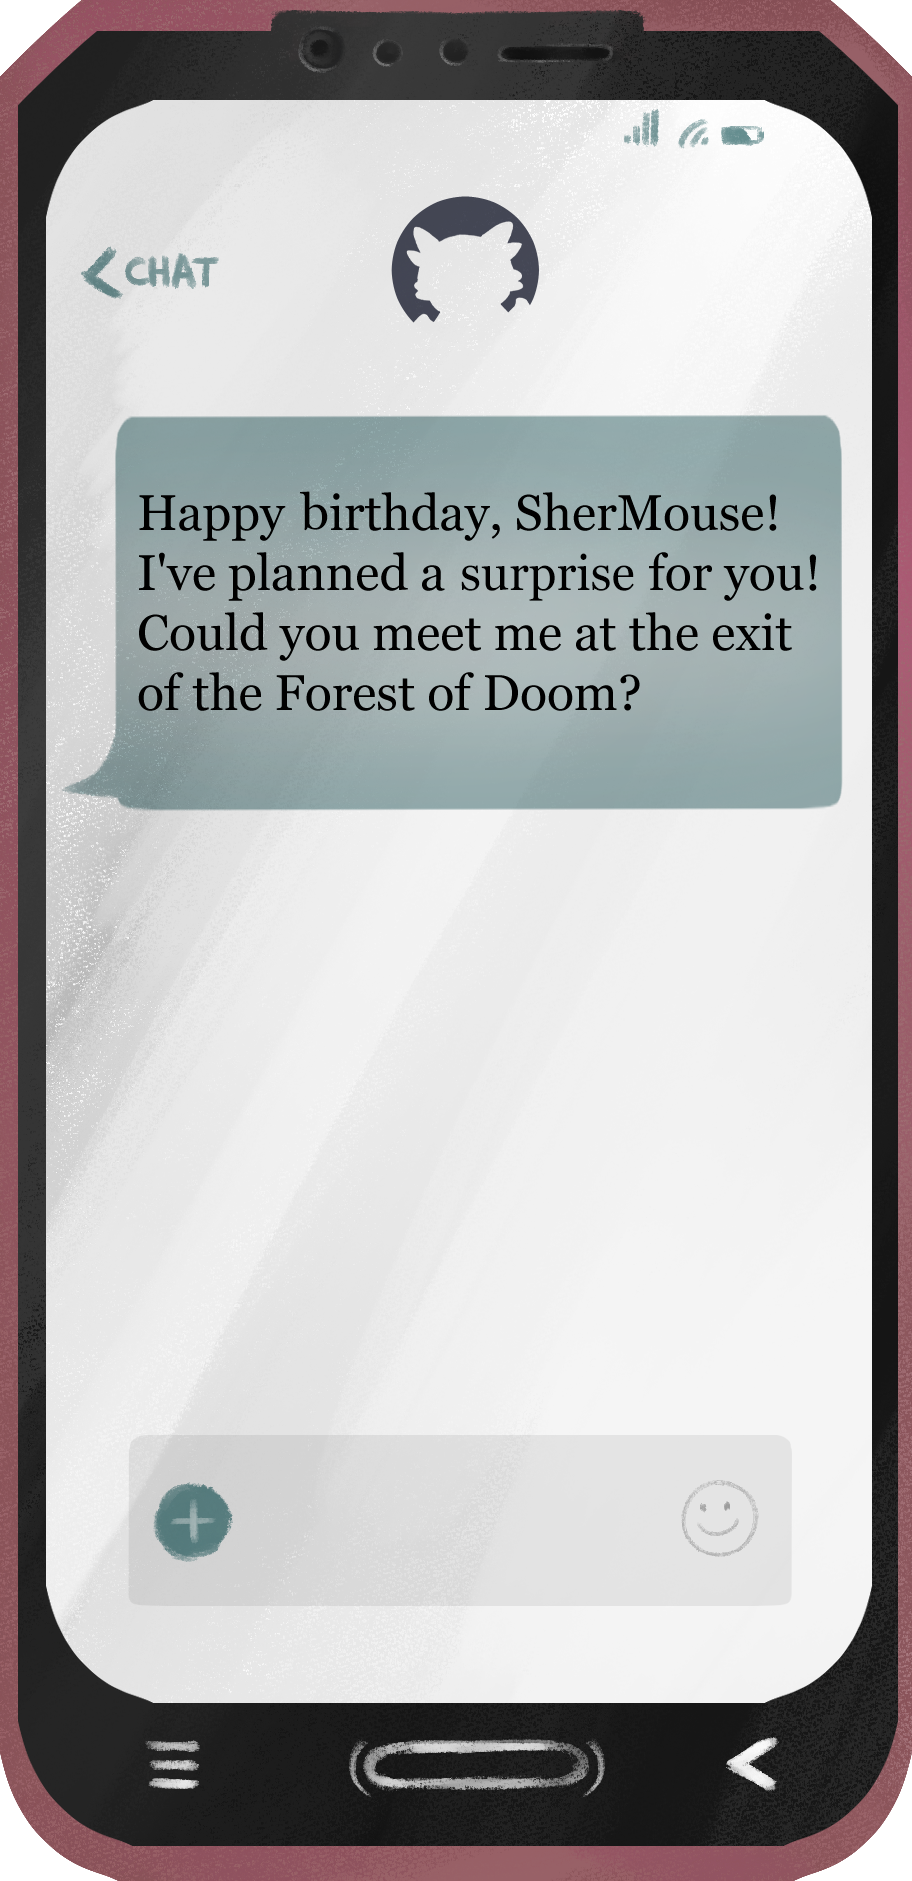 CHAT
Happy birthday, SherMouse!
I've planned a surprise for you!
Could you meet me at the exit
of the Forest of Doom?